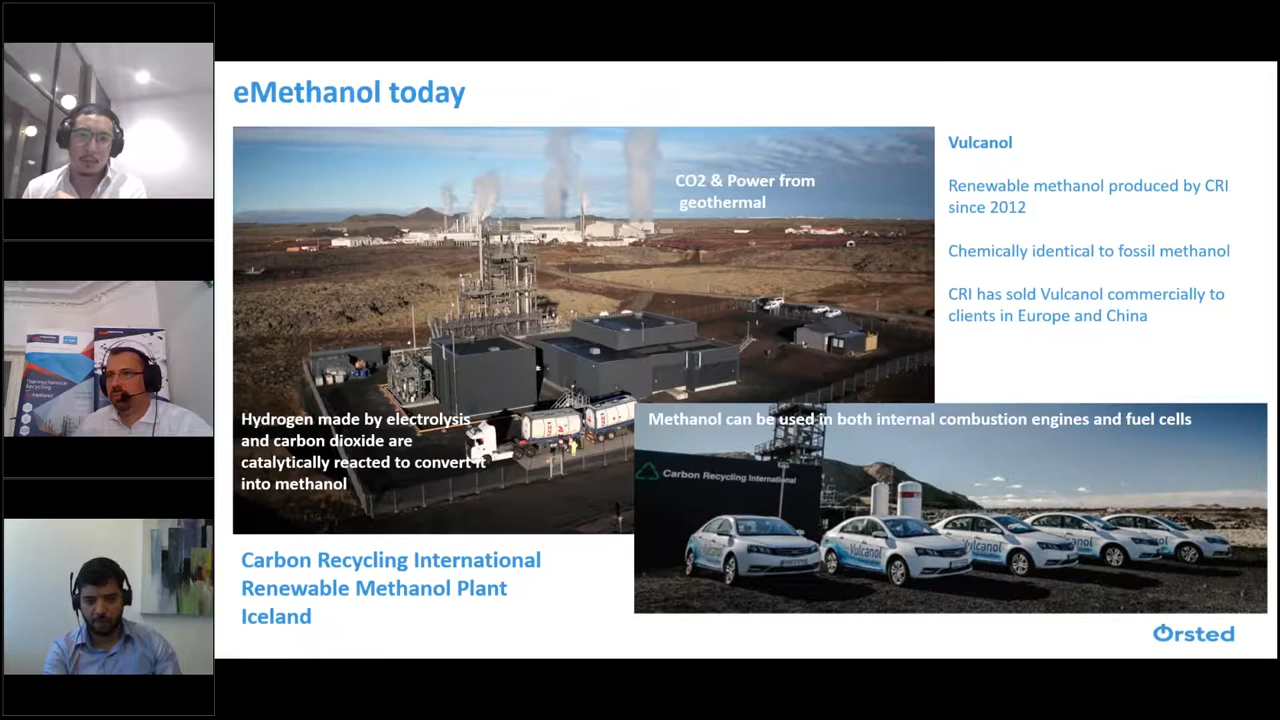 eMethanol today
CO2 & Power from
geothermal
Vulcanol
Renewable methanol produced by CRI
since 2012
Chemically identical to fossil methanol
CRI has sold Vulcanol commercially to
clients in Europe and China
Hydrogen made by electrolysis
and carbon dioxide are
catalytically reacted to convert it
into methanol
Methanol can be used in both internal combustion engines and fuel cells
Carbon Recycling International
Vulcanol
Vulcanol
Carbon Recycling International
Renewable Methanol Plant
Iceland
Ørsted
Thermochemical
Recycling